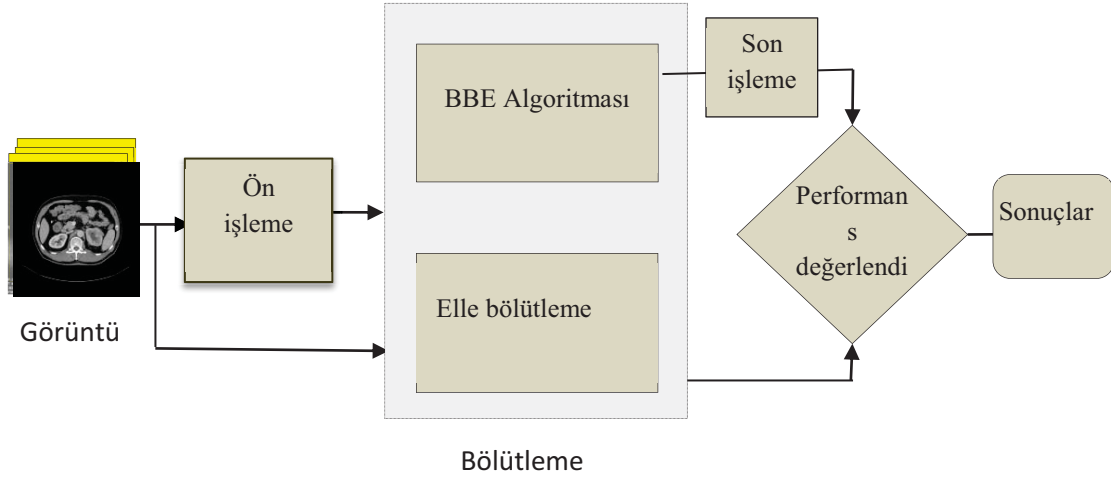 Görüntü
Ön
işleme
BBE Algoritması
Elle bölütleme
Bölütleme
Son
işleme
Performan
s
değerlendi
Sonuçlar